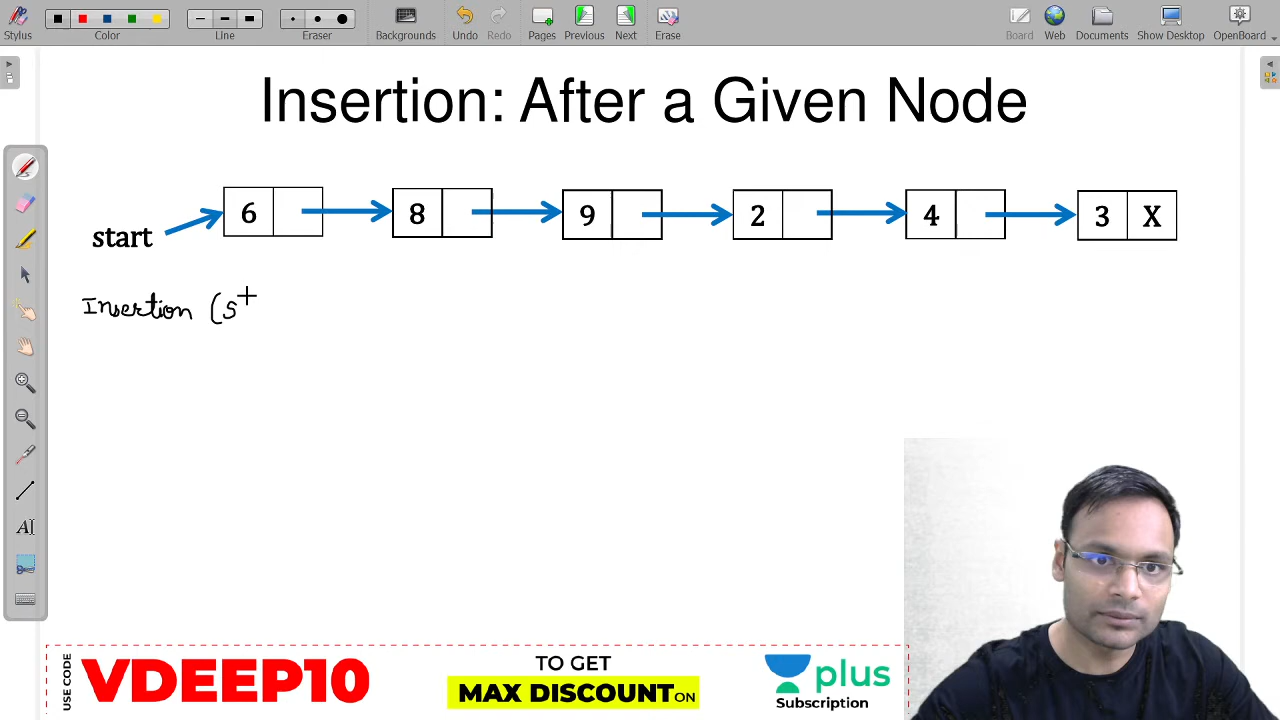 Stylus Color Line Eraser Backgrounds Undo Redo Pages Previous Next Erase Board Web Documents Show Desktop OpenBoard
Insertion: After a Given Node
6 8 9 2 4 3 X
start
Insertion (st
AI
USE CODE
VDEEP10
TO GET
MAX DISCOUNT ON
plus
Subscription